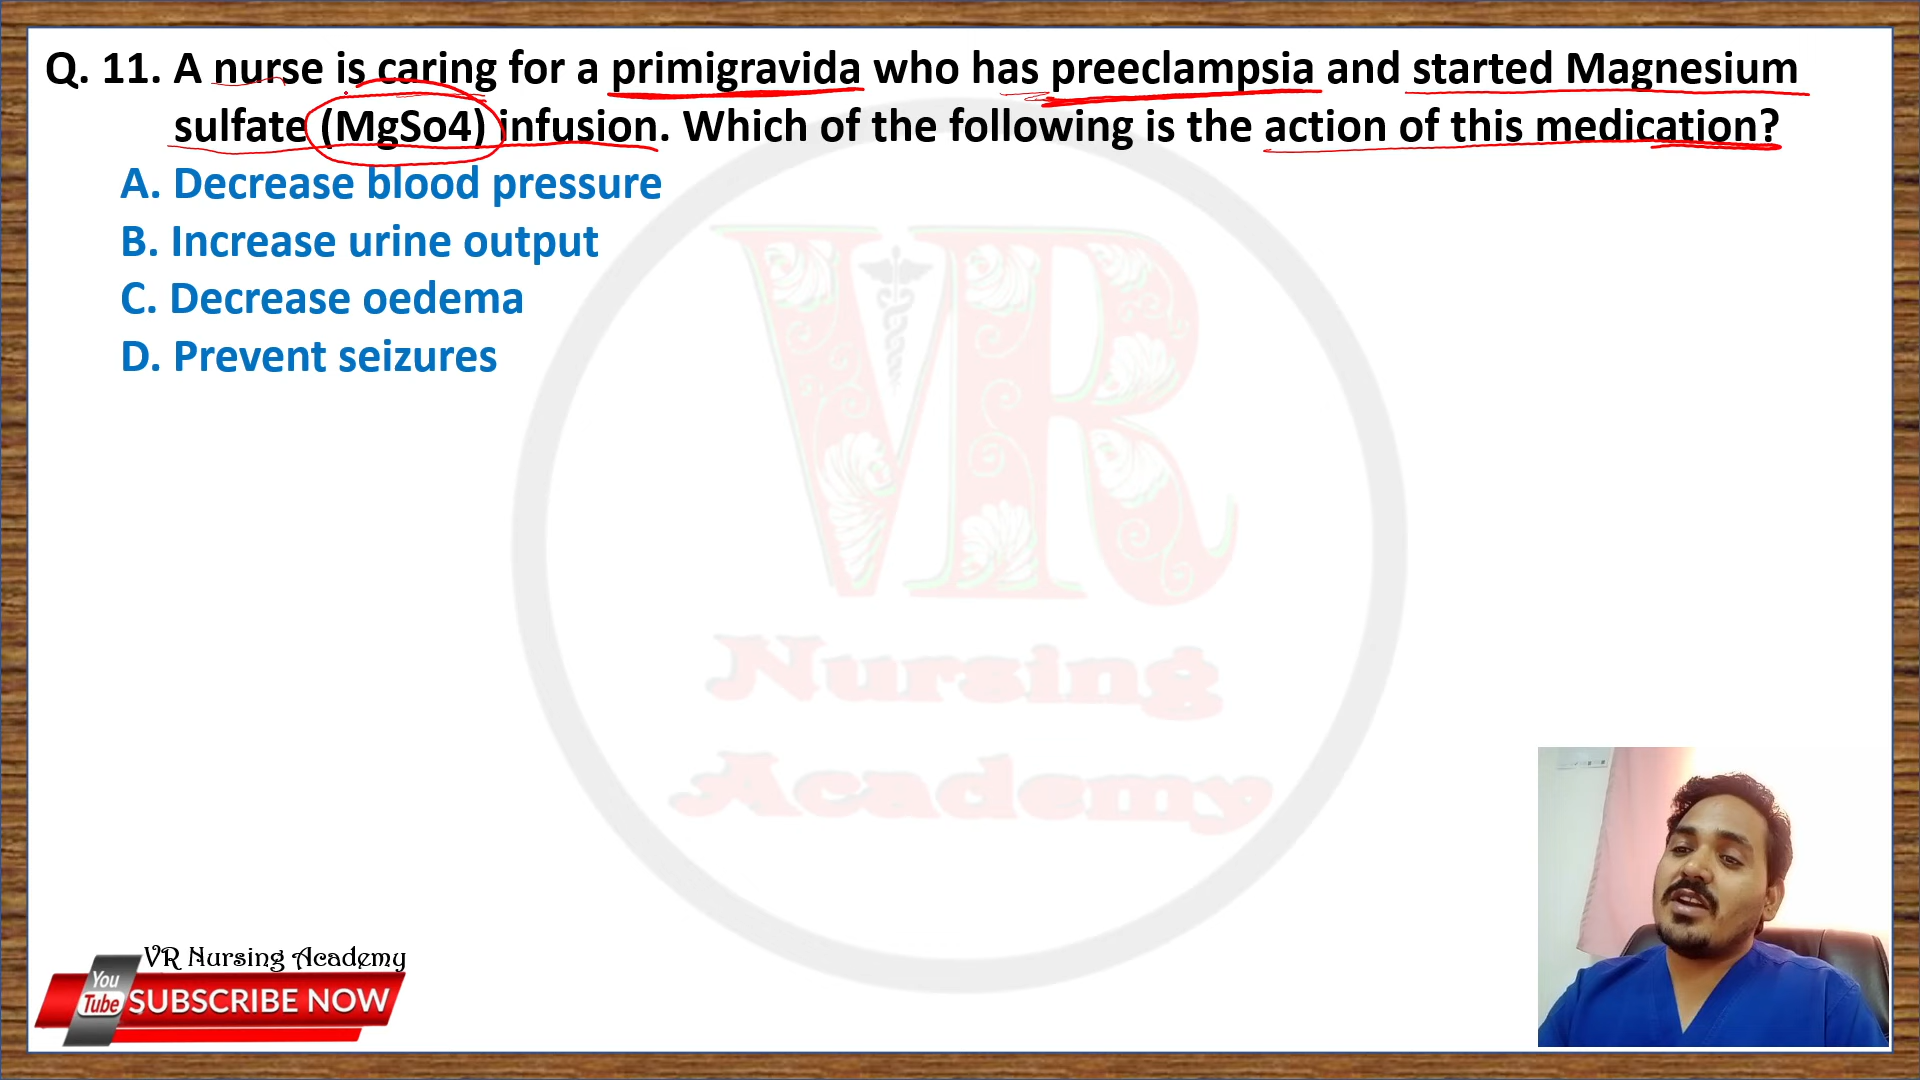 Q. 11. A nurse is caring for a primigravida who has preeclampsia and started Magnesium
sulfate (MgSo4) infusion. Which of the following is the action of this medication?
A. Decrease blood pressure
B. Increase urine output
C. Decrease oedema
D. Prevent seizures
VR
Nursing
Academy
VR Nursing Academy
You
Tube
SUBSCRIBE NOW